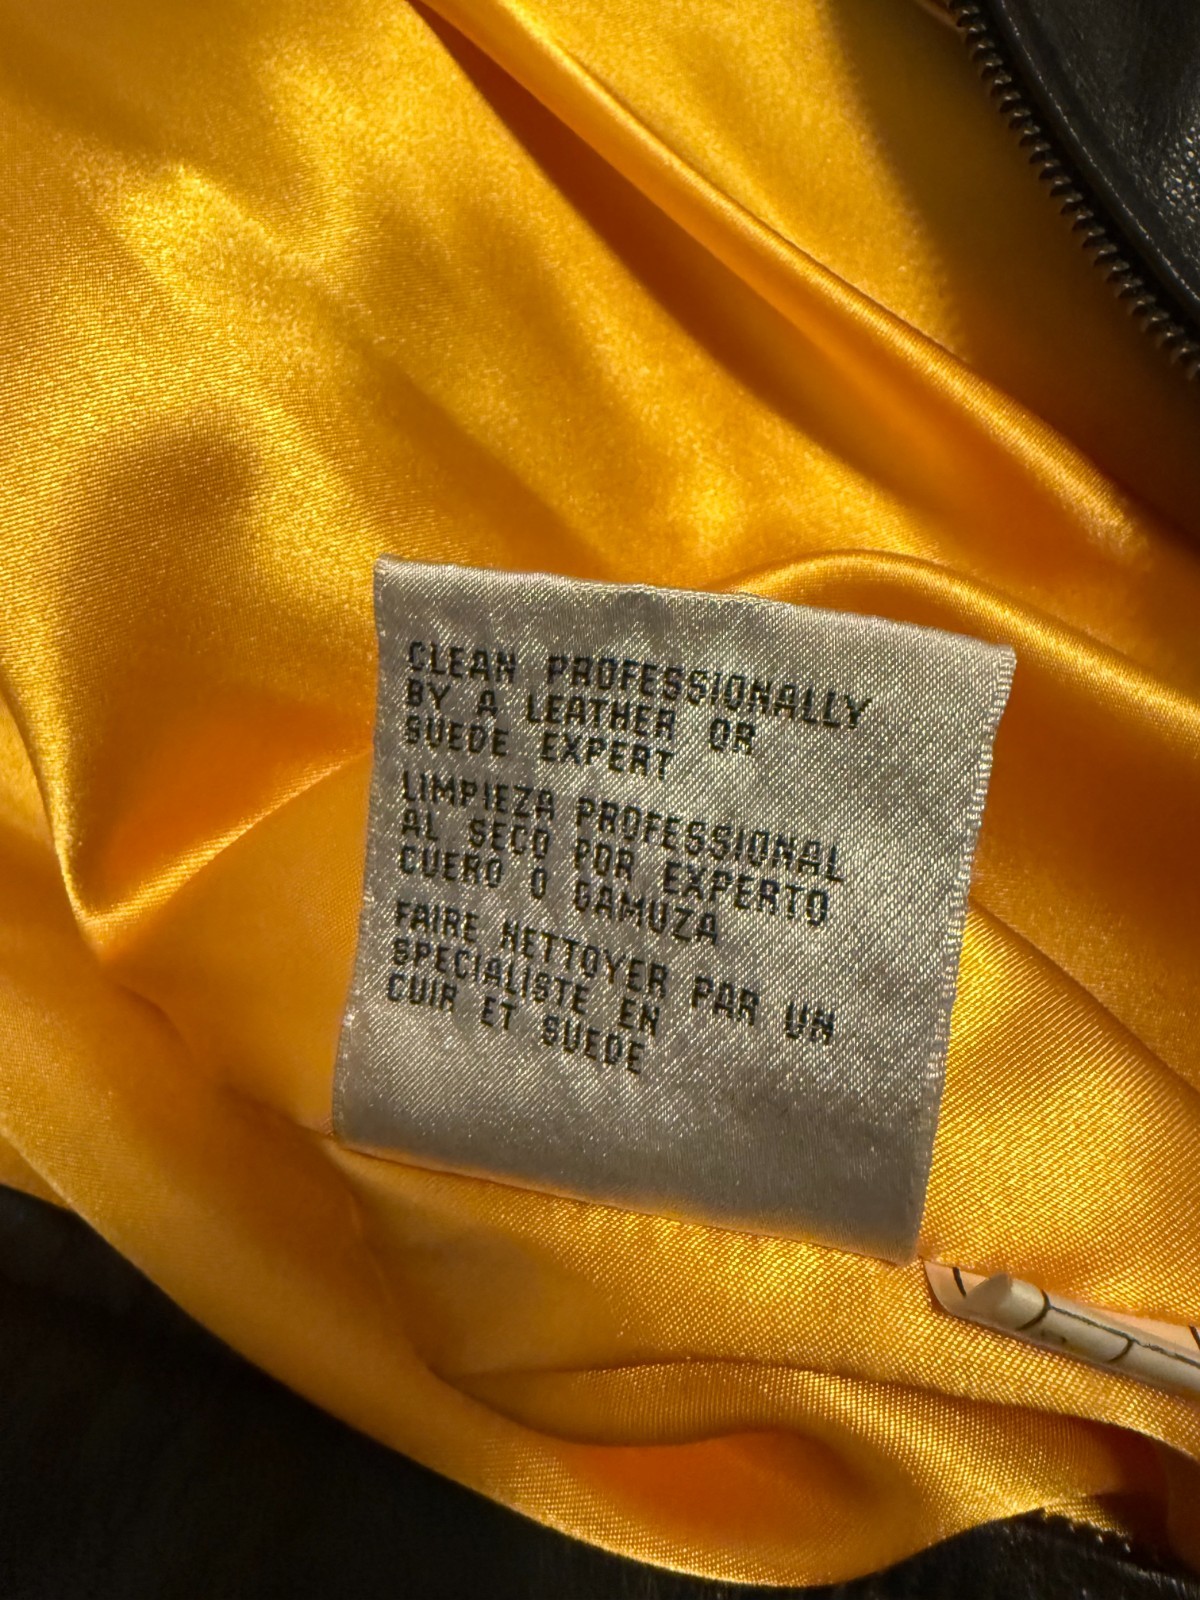 CLEAN PROFESSIONALLY
BY A LEATHER OR
SUEDE EXPERT
LIMPIEZA PROFESSIONAL
AL SECO POR EXPERTO
CUERO O GAMUZA
FAIRE NETTOYER PAR UN
SPECIALISTE EN
CUIR ET SUEDE